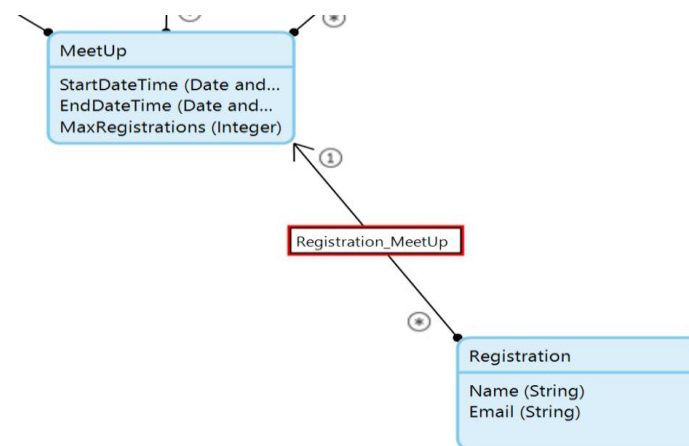 MeetUp
StartDateTime (Date and...
EndDateTime (Date and...
MaxRegistrations (Integer)
1
Registration_MeetUp
*
Registration
Name (String)
Email (String)